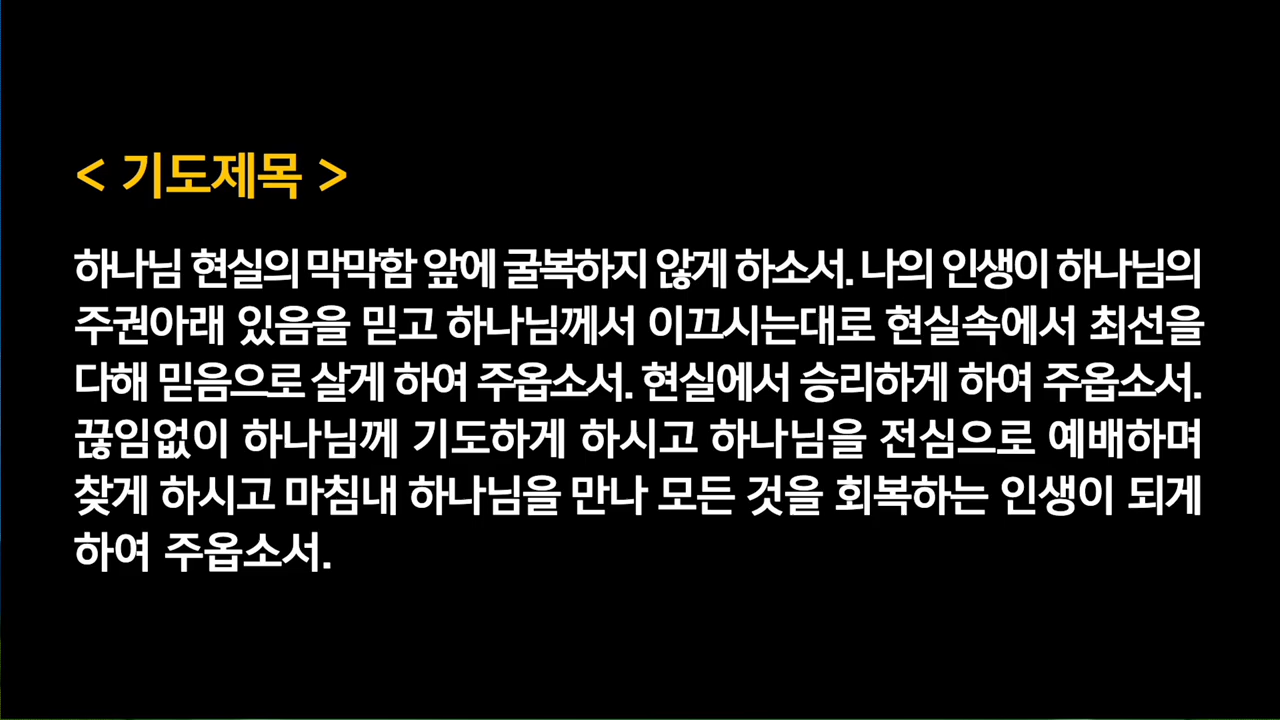 < 기도제목 >
하나님 현실의 막막함 앞에 굴복하지 않게 하소서. 나의 인생이 하나님의
주권아래 있음을 믿고 하나님께서 이끄시는대로 현실속에서 최선을
다해 믿음으로 살게 하여 주옵소서. 현실에서 승리하게 하여 주옵소서.
끊임없이 하나님께 기도하게 하시고 하나님을 전심으로 예배하며
찾게 하시고 마침내 하나님을 만나 모든 것을 회복하는 인생이 되게
하여 주옵소서.